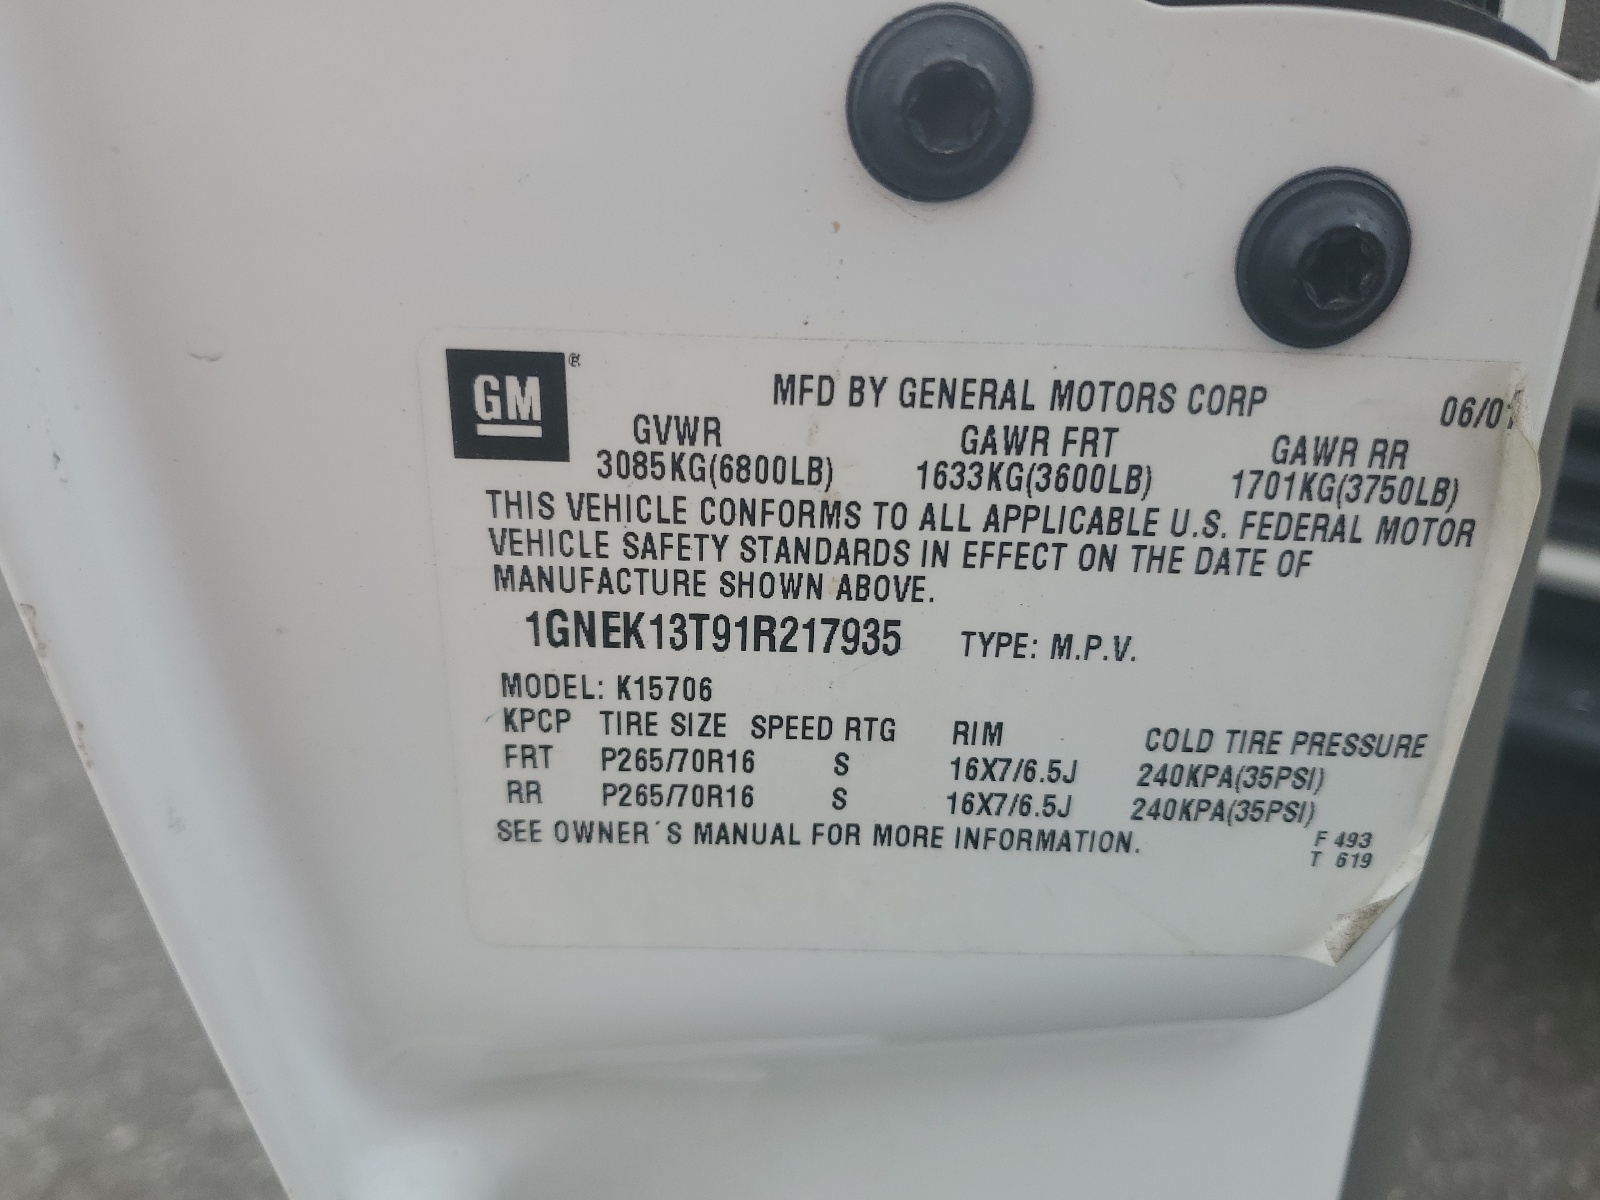 GM ®
MFD BY GENERAL MOTORS CORP 06/01
GVWR GAWR FRT GAWR RR
3085KG(6800LB) 1633KG(3600LB) 1701KG(3750LB)
THIS VEHICLE CONFORMS TO ALL APPLICABLE U.S. FEDERAL MOTOR
VEHICLE SAFETY STANDARDS IN EFFECT ON THE DATE OF
MANUFACTURE SHOWN ABOVE.
1GNEK13T91R217935 TYPE: M.P.V.
MODEL: K15706
KPCP TIRE SIZE SPEED RTG RIM COLD TIRE PRESSURE
FRT P265/70R16 S 16X7/6.5J 240KPA(35PSI)
RR P265/70R16 S 16X7/6.5J 240KPA(35PSI)
SEE OWNER´S MANUAL FOR MORE INFORMATION.
F 493
T 619